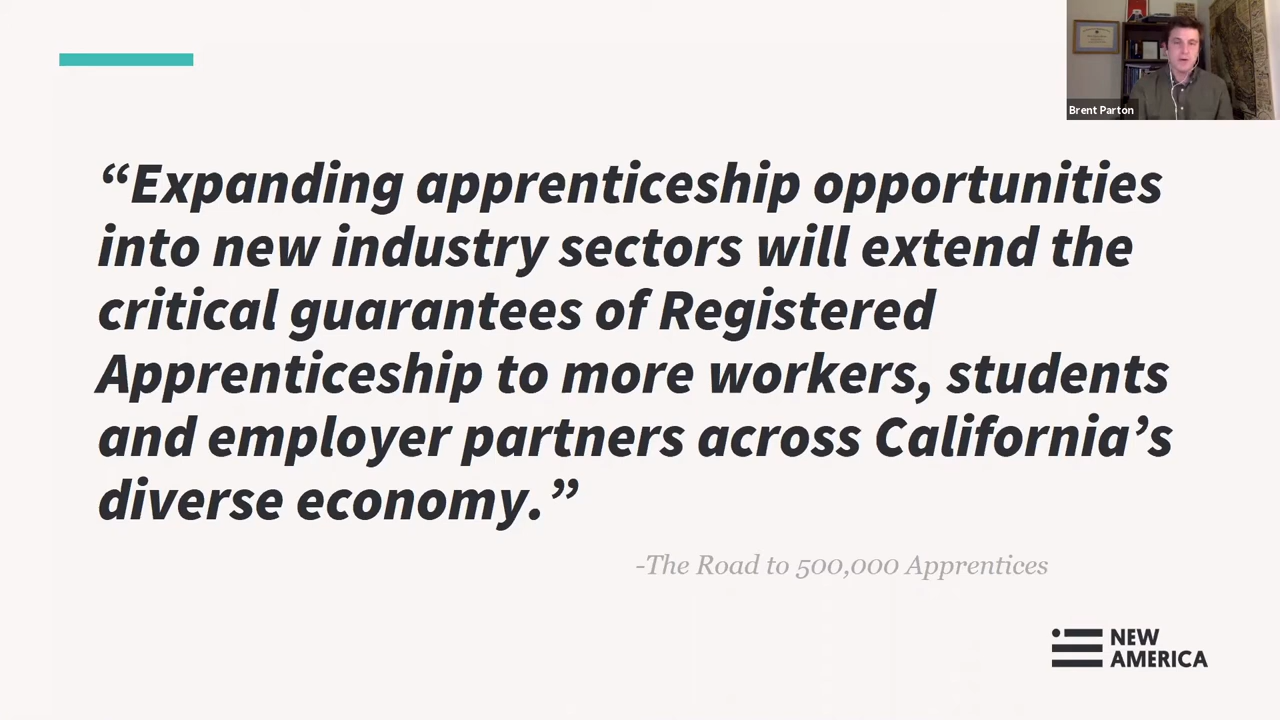 Brent Parton
“Expanding apprenticeship opportunities
into new industry sectors will extend the
critical guarantees of Registered
Apprenticeship to more workers, students
and employer partners across California’s
diverse economy.”
-The Road to 500,000 Apprentices
NEW
AMERICA